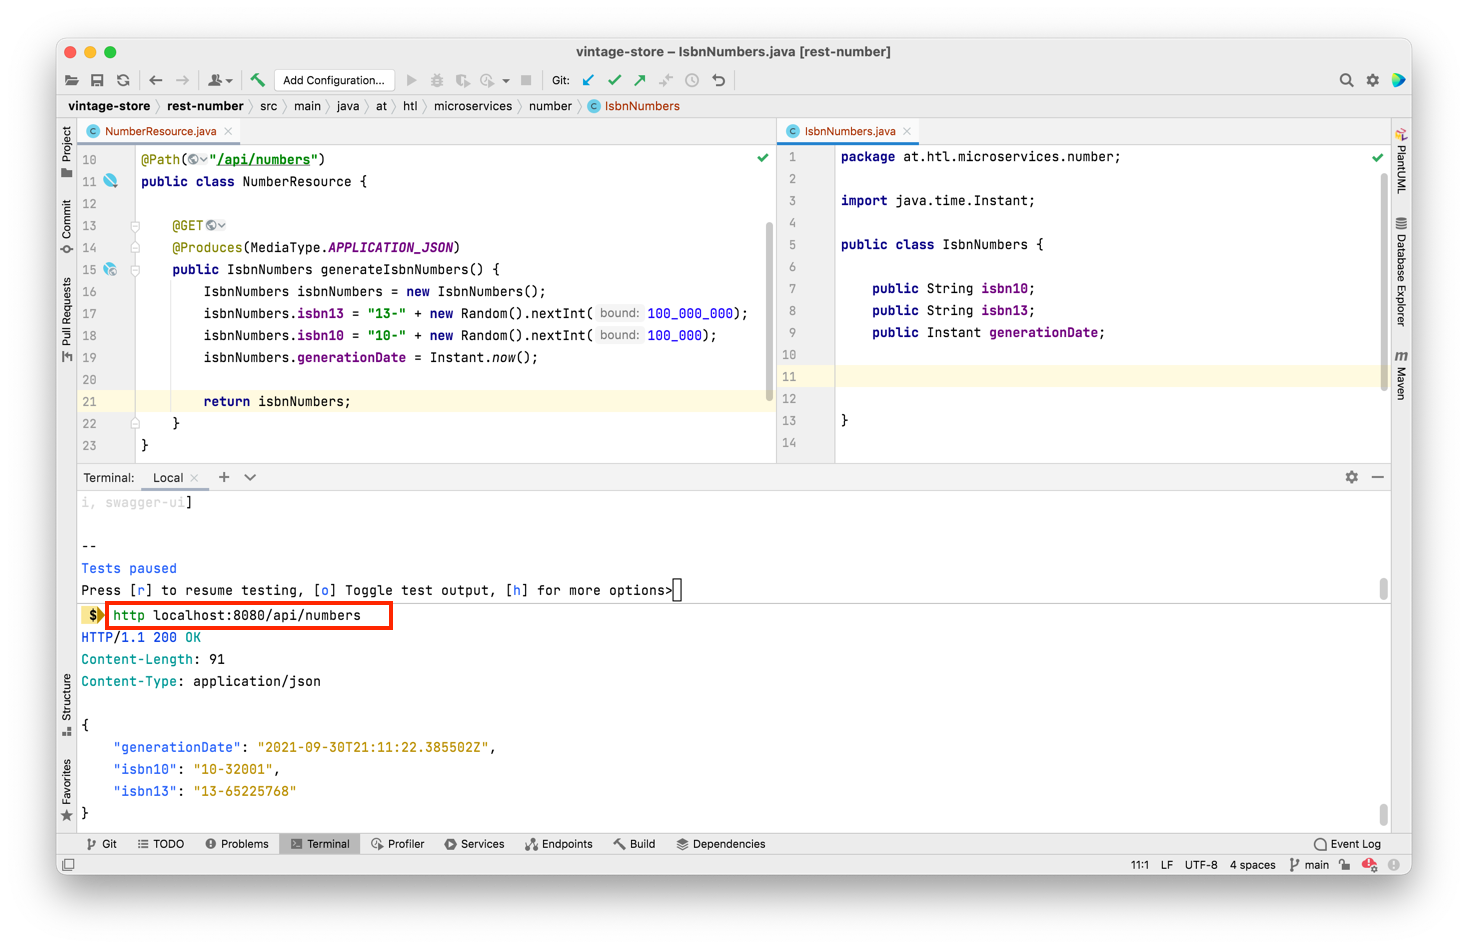 vintage-store – IsbnNumbers.java [rest-number]
Add Configuration...
Git:
vintage-store 〉 rest-number 〉 src 〉 main 〉 java 〉 at 〉 htl 〉 microservices 〉 number 〉 IsbnNumbers
Project
Commit
Pull Requests
Structure
Favorites
NumberResource.java
10 @Path("/api/numbers")
11 public class NumberResource {
12
13 @GET
14 @Produces(MediaType.APPLICATION_JSON)
15 public IsbnNumbers generateIsbnNumbers() {
16 IsbnNumbers isbnNumbers = new IsbnNumbers();
17 isbnNumbers.isbn13 = "13-" + new Random().nextInt( bound: 100_000_000);
18 isbnNumbers.isbn10 = "10-" + new Random().nextInt( bound: 100_000);
19 isbnNumbers.generationDate = Instant.now();
20
21 return isbnNumbers;
22 }
23 }
IsbnNumbers.java
1 package at.htl.microservices.number;
2
3 import java.time.Instant;
4
5 public class IsbnNumbers {
6
7 public String isbn10;
8 public String isbn13;
9 public Instant generationDate;
10
11
12
13 }
14
PlantUML
Database Explorer
m Maven
Terminal: Local
i, swagger-ui]
--
Tests paused
Press [r] to resume testing, [o] Toggle test output, [h] for more options>
$ http localhost:8080/api/numbers
HTTP/1.1 200 OK
Content-Length: 91
Content-Type: application/json
{
"generationDate": "2021-09-30T21:11:22.385502Z",
"isbn10": "10-32001",
"isbn13": "13-65225768"
}
Git TODO Problems Terminal Profiler Services Endpoints Build Dependencies Event Log
11:1 LF UTF-8 4 spaces main